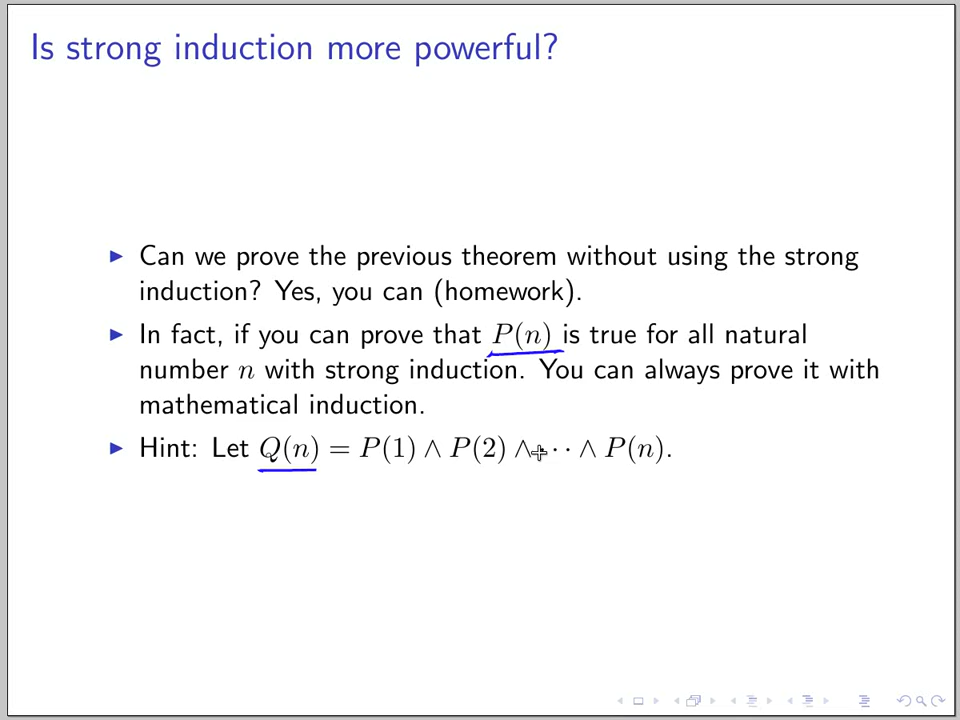 Is strong induction more powerful?
Can we prove the previous theorem without using the strong
induction? Yes, you can (homework).
In fact, if you can prove that P(n) is true for all natural
number n with strong induction. You can always prove it with
mathematical induction.
Hint: Let Q(n) = P(1) ∧ P(2) ∧ ··· ∧ P(n).